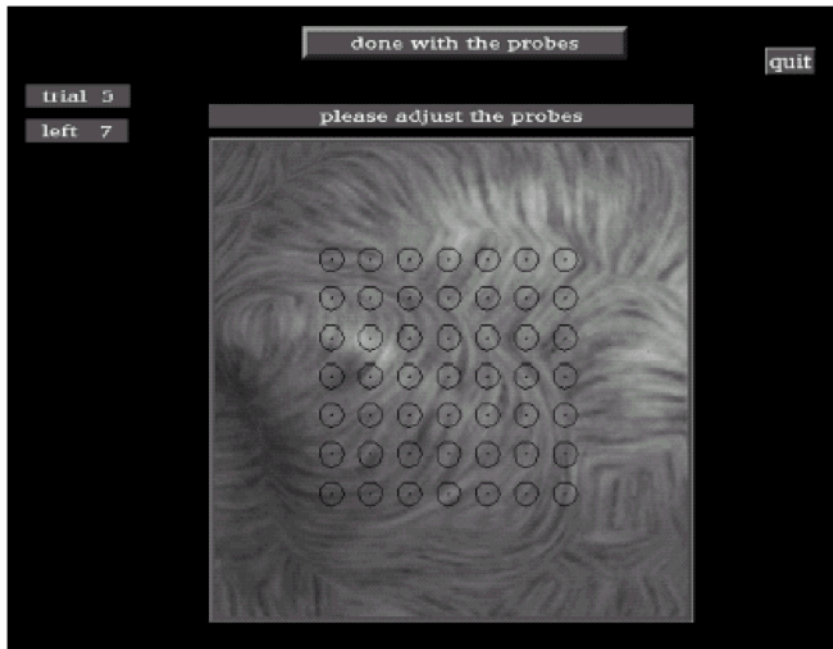 done with the probes
quit
trial 5
please adjust the probes
left 7